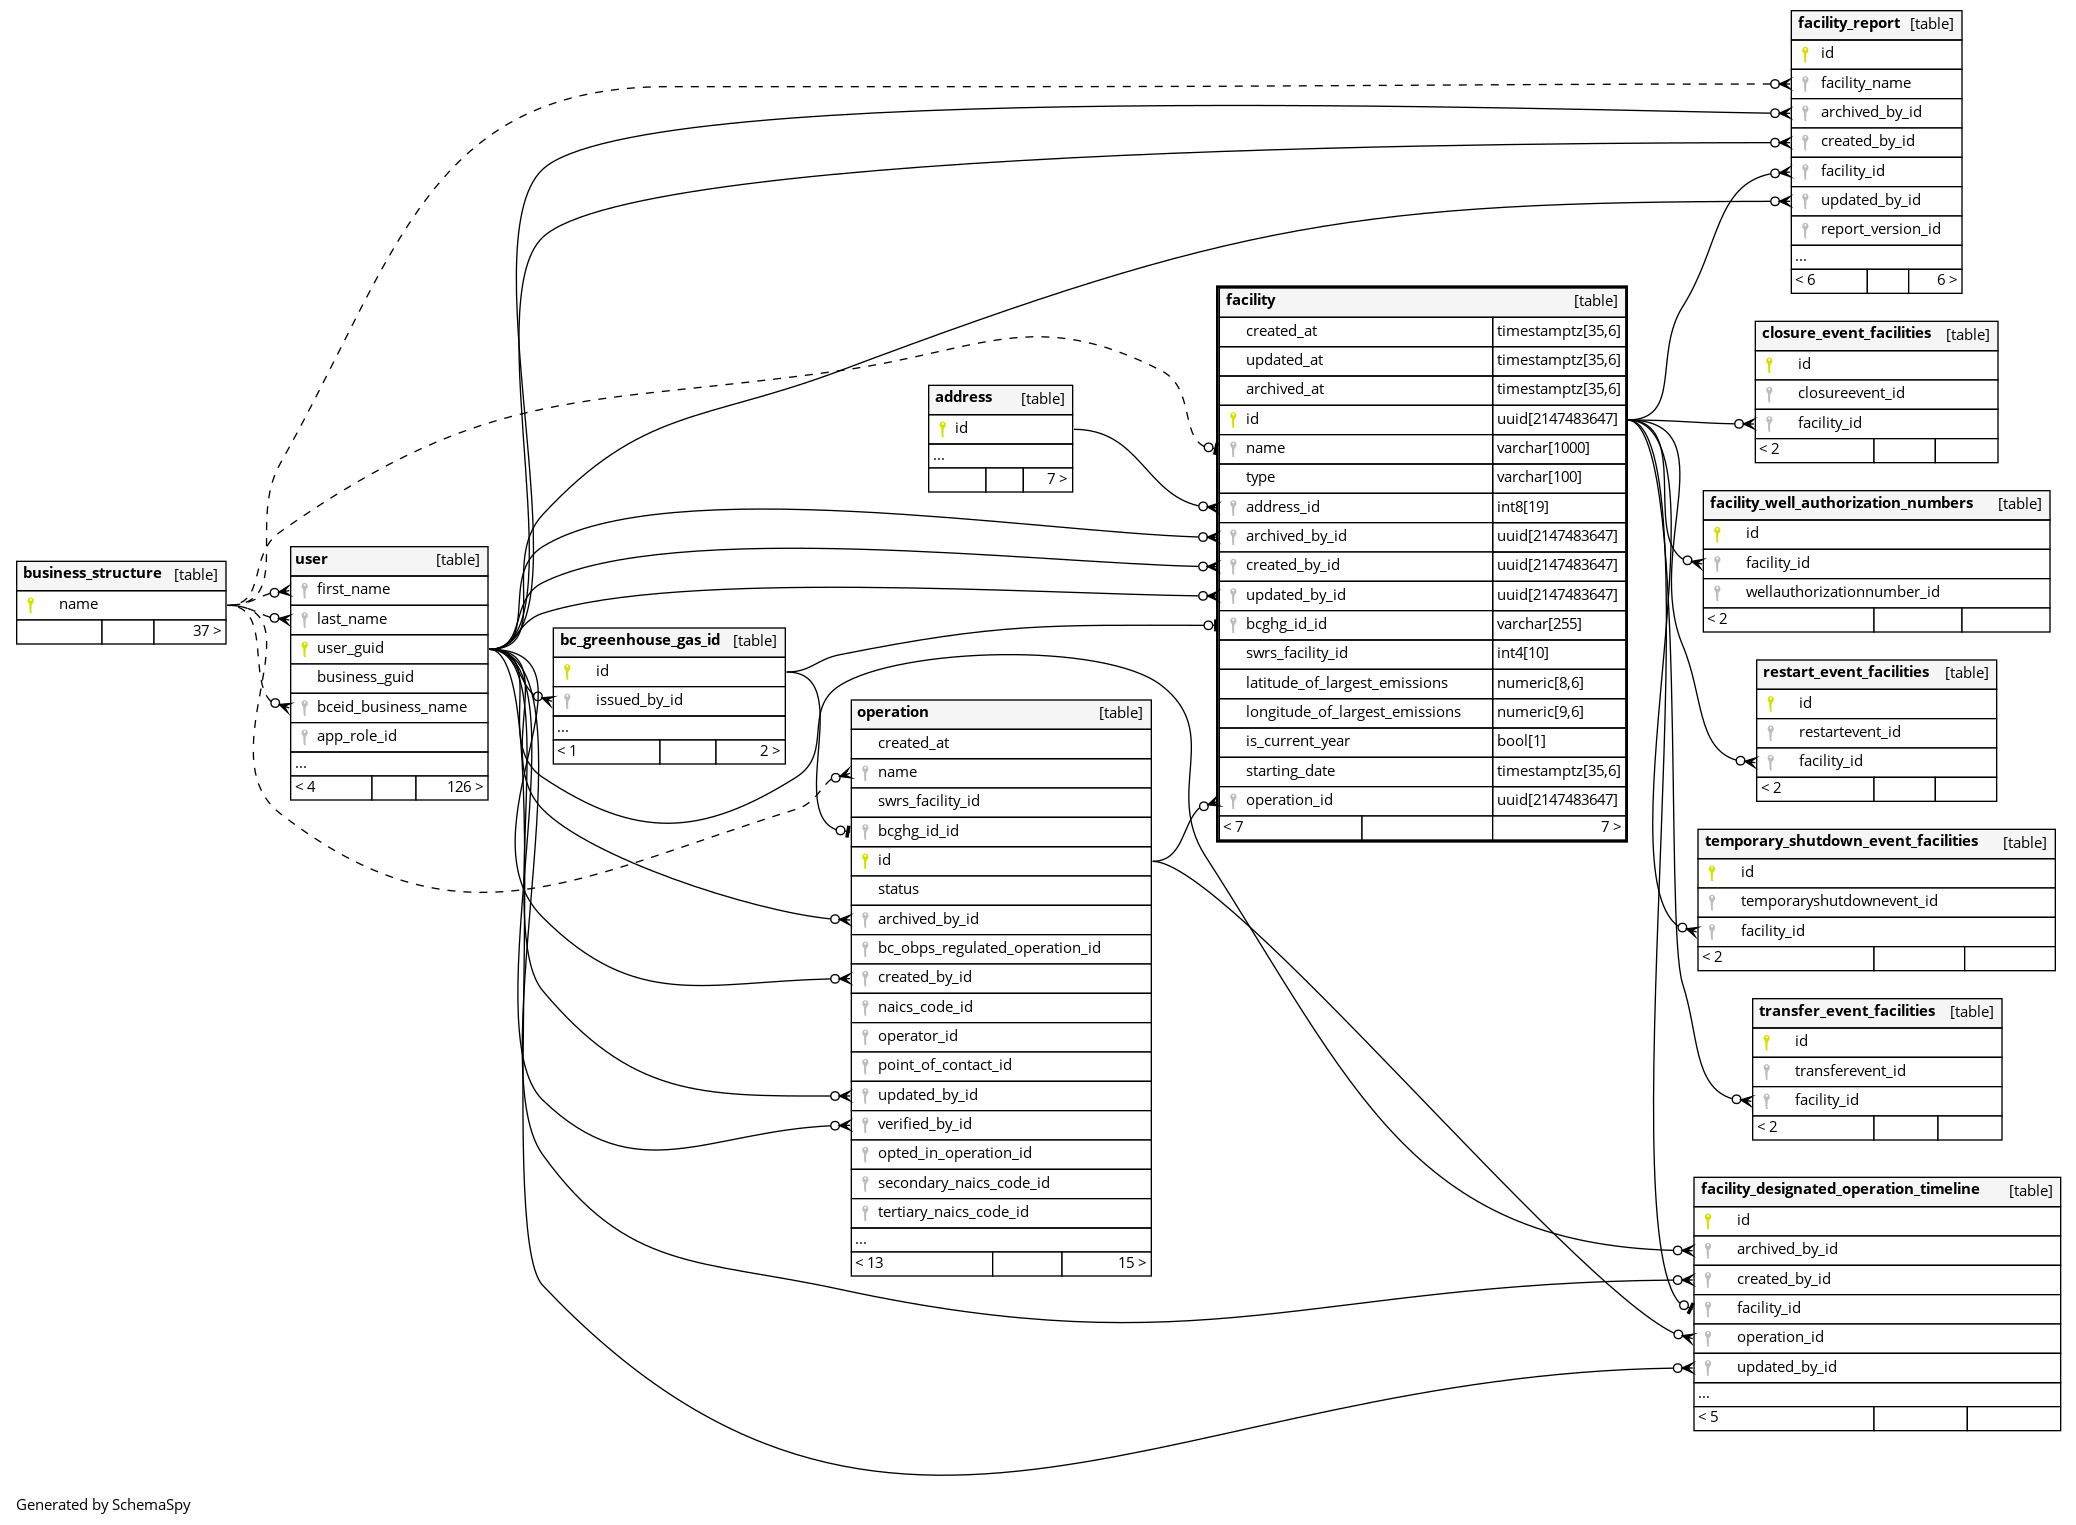 facility_report [table]
id
facility_name
archived_by_id
created_by_id
facility_id
updated_by_id
report_version_id
...
< 6 6 >
closure_event_facilities [table]
id
closureevent_id
facility_id
< 2
facility [table]
created_at timestamptz[35,6]
updated_at timestamptz[35,6]
archived_at timestamptz[35,6]
id uuid[2147483647]
name varchar[1000]
type varchar[100]
address_id int8[19]
archived_by_id uuid[2147483647]
created_by_id uuid[2147483647]
updated_by_id uuid[2147483647]
bcghg_id_id varchar[255]
swrs_facility_id int4[10]
latitude_of_largest_emissions numeric[8,6]
longitude_of_largest_emissions numeric[9,6]
is_current_year bool[1]
starting_date timestamptz[35,6]
operation_id uuid[2147483647]
< 7 7 >
address [table]
id
...
7 >
facility_well_authorization_numbers [table]
id
facility_id
wellauthorizationnumber_id
< 2
business_structure [table]
name
37 >
user [table]
first_name
last_name
user_guid
business_guid
bceid_business_name
app_role_id
...
< 4 126 >
bc_greenhouse_gas_id [table]
id
issued_by_id
...
< 1 2 >
restart_event_facilities [table]
id
restartevent_id
facility_id
< 2
operation [table]
created_at
name
swrs_facility_id
bcghg_id_id
id
status
archived_by_id
bc_obps_regulated_operation_id
created_by_id
naics_code_id
operator_id
point_of_contact_id
updated_by_id
verified_by_id
opted_in_operation_id
secondary_naics_code_id
tertiary_naics_code_id
...
< 13 15 >
temporary_shutdown_event_facilities [table]
id
temporaryshutdownevent_id
facility_id
< 2
transfer_event_facilities [table]
id
transferevent_id
facility_id
< 2
facility_designated_operation_timeline [table]
id
archived_by_id
created_by_id
facility_id
operation_id
updated_by_id
...
< 5
Generated by SchemaSpy